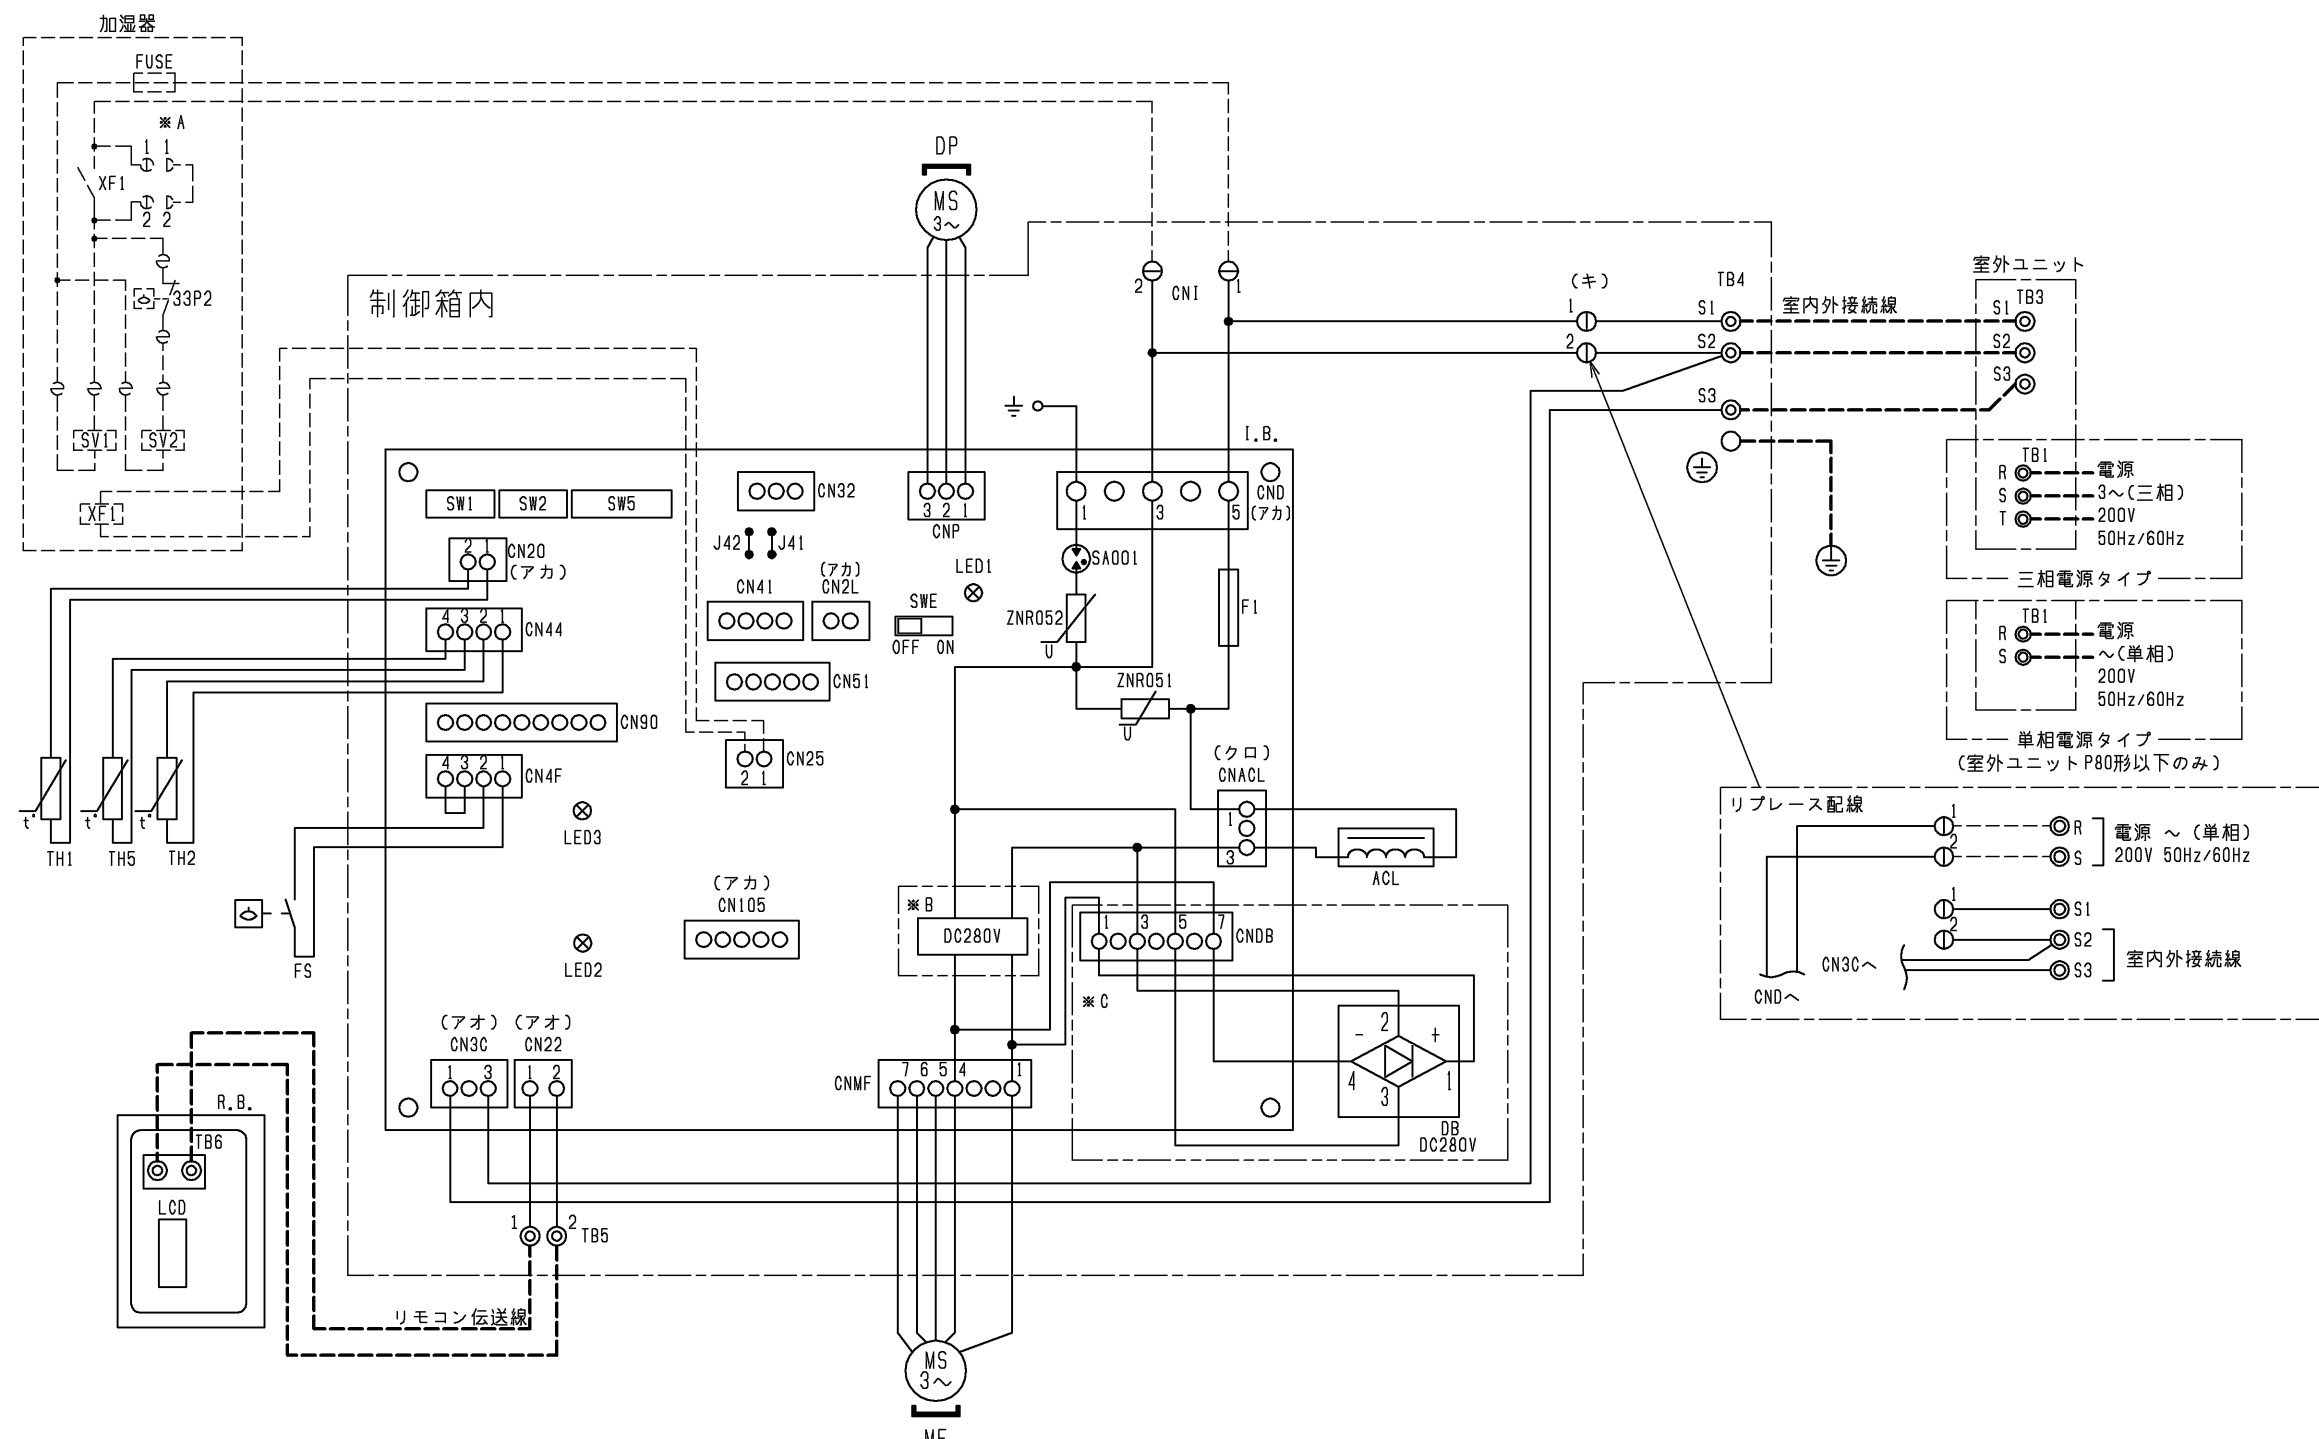 加湿器
FUSE
※ A
1 1
XF1
2 2
33P2
SV1
SV2
XF1
DP
MS
3～
制御箱内
2
CNI
1
(キ)
1
2
TB4
S1
S2
S3
室内外接続線
室外ユニット
TB3
S1
S2
S3
TB1
R
S
T
電源
3～(三相)
200V
50Hz/60Hz
三相電源タイプ
TB1
R
S
電源
～(単相)
200V
50Hz/60Hz
単相電源タイプ
(室外ユニットP80形以下のみ)
I.B.
SW1
SW2
SW5
CN32
3 2 1
CNP
1 3 5
CND
(アカ)
J42
J41
2 1
CN20
(アカ)
SA001
LED1
CN41
(アカ)
CN2L
SWE
OFF ON
ZNR052
U
F1
4 3 2 1
CN44
CN51
ZNR051
U
CN90
2 1
CN25
4 3 2 1
CN4F
(クロ)
CNACL
1
3
ACL
LED3
t°
TH1
t°
TH5
t°
TH2
(アカ)
CN105
※ B
DC280V
1 3 5 7
CNDB
※ C
FS
LED2
2
- +
4 1
3
DB
DC280V
(アオ)
CN3C
1 3
(アオ)
CN22
1 2
CNMF
7 6 5 4 1
R.B.
TB6
LCD
1
2
TB5
リモコン伝送線
MS
3～
MF
リプレース配線
1
2
R
S
電源 ～ (単相)
200V 50Hz/60Hz
1
2
S1
S2
S3
CN3Cへ
CNDへ
室内外接続線